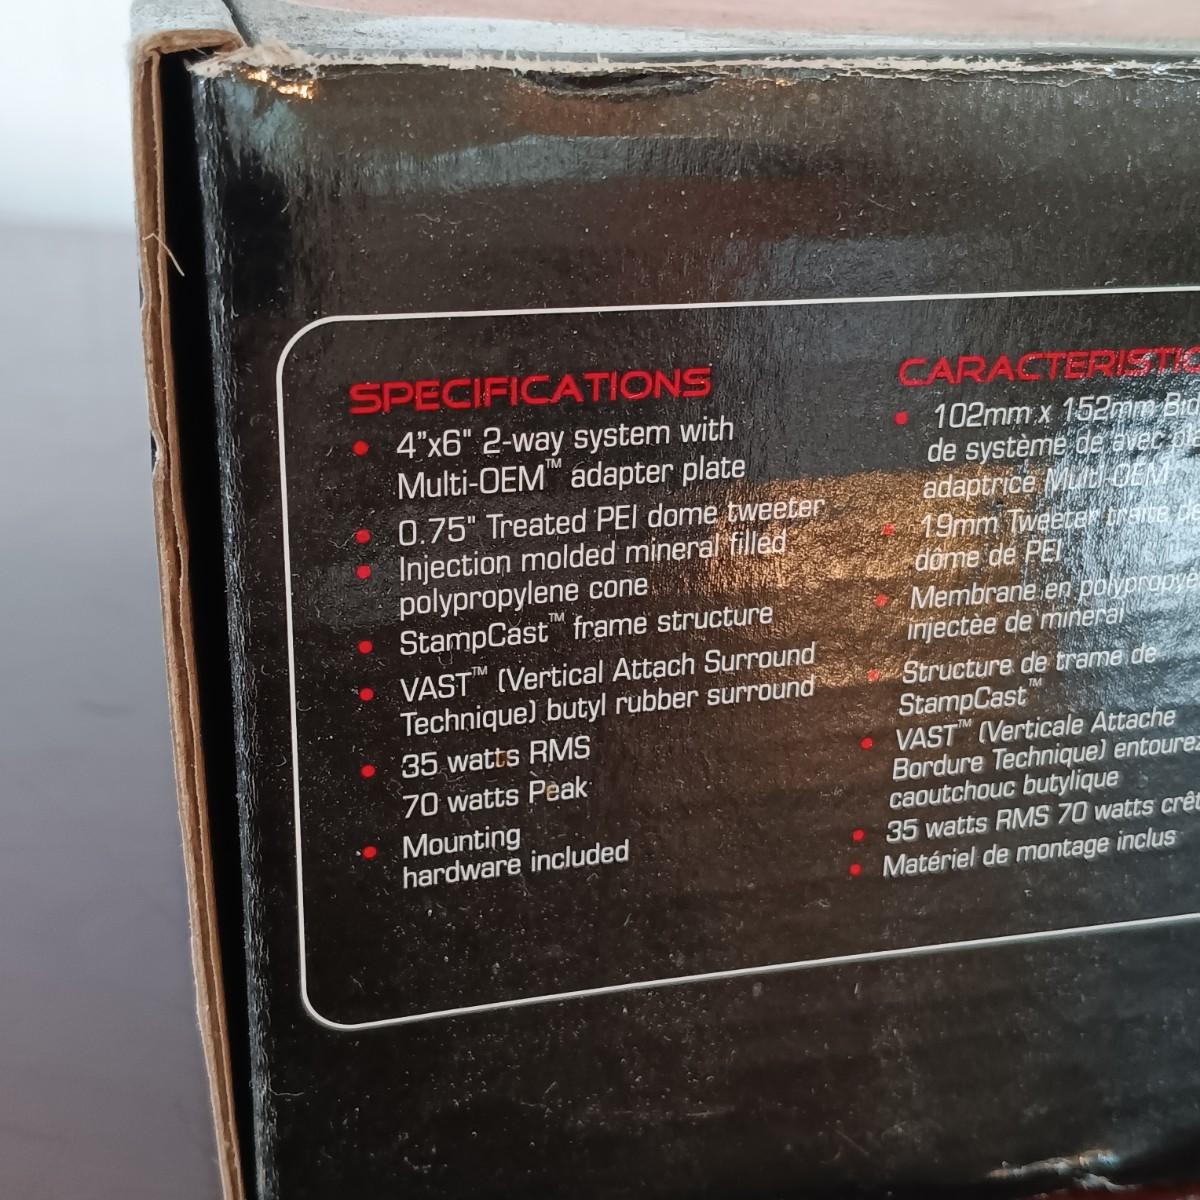 SPECIFICATIONS
• 4"x6" 2-way system with
Multi-OEM™ adapter plate
• 0.75" Treated PEI dome tweeter
• Injection molded mineral filled
polypropylene cone
• StampCast™ frame structure
• VAST™ (Vertical Attach Surround
Technique) butyl rubber surround
• 35 watts RMS
70 watts Peak
• Mounting
hardware included
• 102mm x 152mm
de système de avec
adaptrice Multi-OEM
• 19mm Tweeter traite
dôme de PEI
• Membrane en
injectèe de mineral
• Structure de trame de
StampCast™
• VAST™ (Verticale Attache
Bordure Technique)
caoutchouc butylique
• 35 watts RMS 70 watts
• Matériel de montage inclus